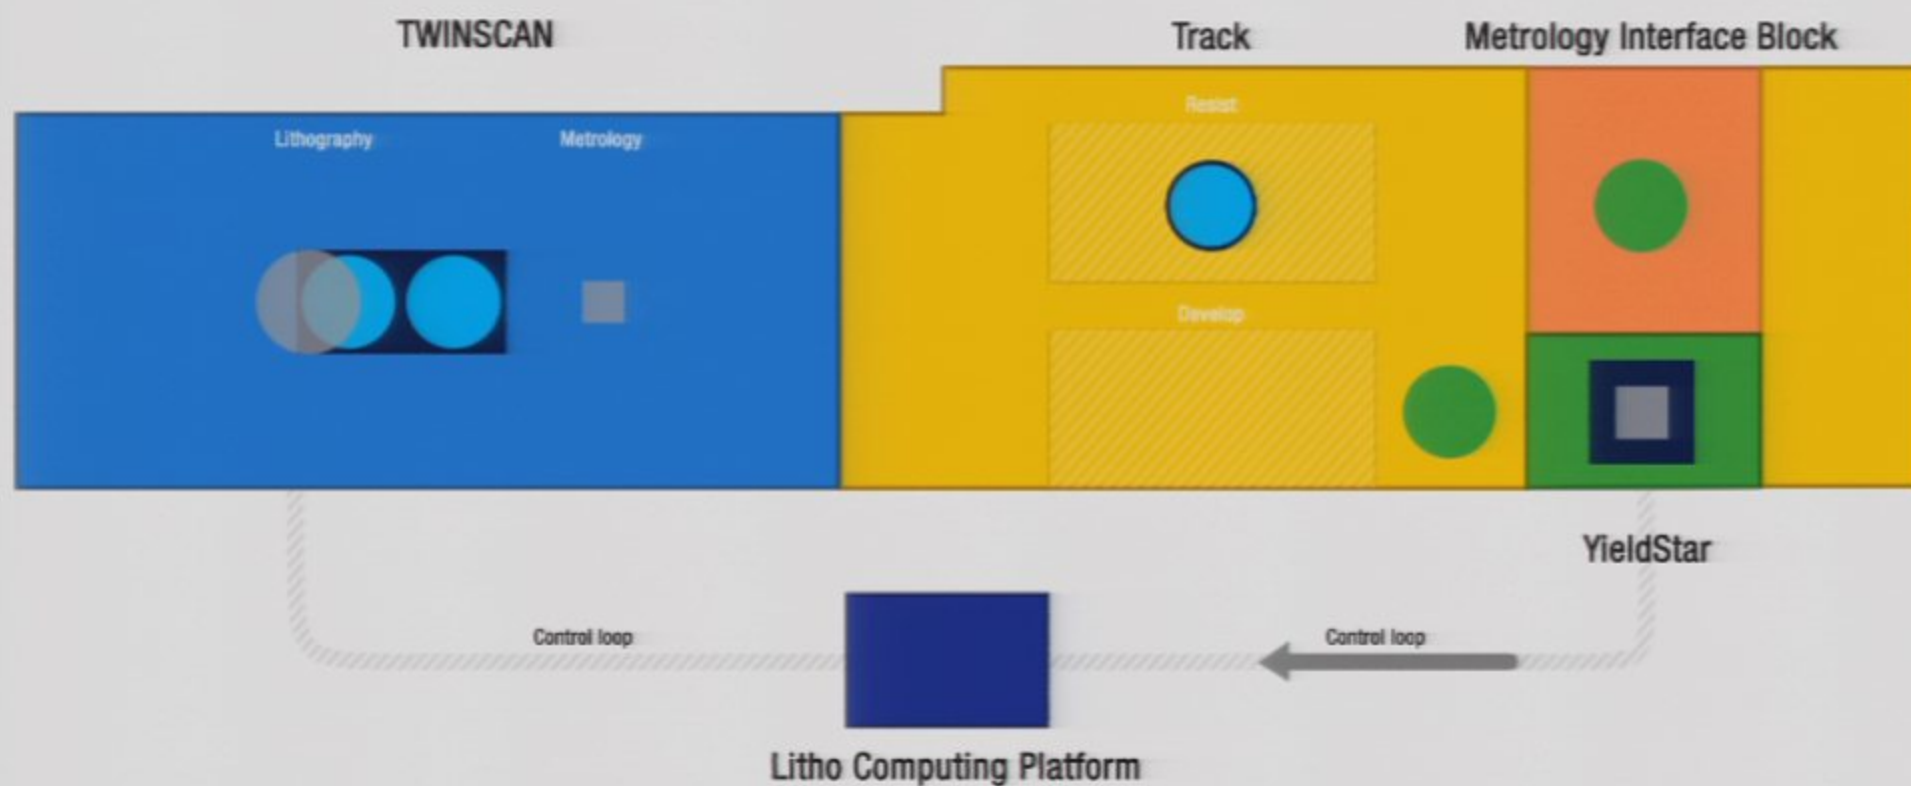 TWINSCAN
Track
Metrology Interface Block
Lithography
Metrology
Resist
Develop
YieldStar
Control loop
Control loop
Litho Computing Platform